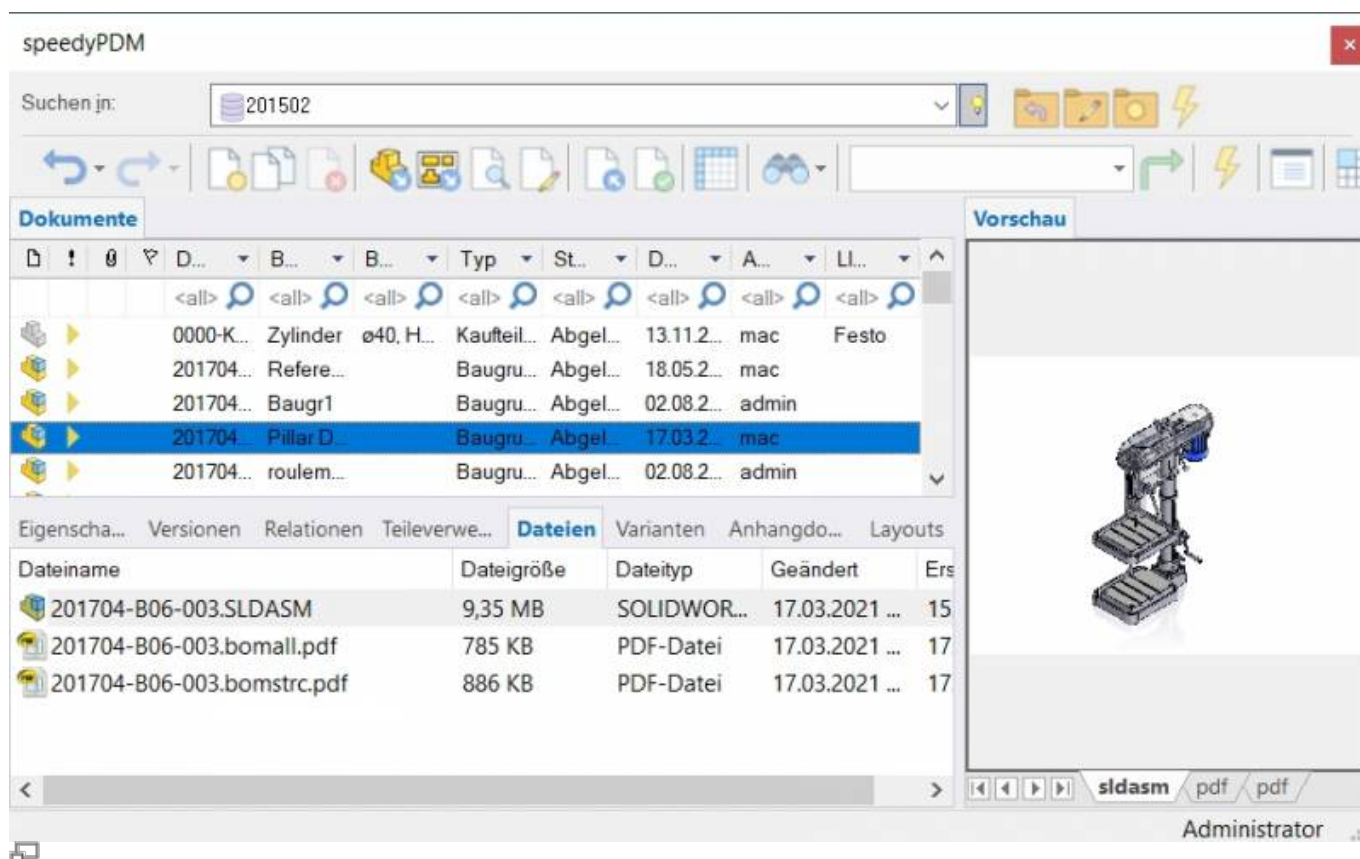 speedyPDM
Suchen in:
201502
Dokumente
Vorschau
! D... B... B... Typ St... D... A... LI...
<all> <all> <all> <all> <all> <all> <all> <all>
0000-K... Zylinder ø40, H... Kaufteil... Abgel... 13.11.2... mac Festo
201704... Refere... Baugru... Abgel... 18.05.2... mac
201704... Baugr1 Baugru... Abgel... 02.08.2... admin
201704... Pillar D... Baugru... Abgel... 17.03.2... mac
201704... roulem... Baugru... Abgel... 02.08.2... admin
Eigenscha... Versionen Relationen Teileverwe... Dateien Varianten Anhangdo... Layouts
Dateiname Dateigröße Dateityp Geändert Ers
201704-B06-003.SLDASM 9,35 MB SOLIDWOR... 17.03.2021 ... 15
201704-B06-003.bomall.pdf 785 KB PDF-Datei 17.03.2021 ... 17
201704-B06-003.bomstrc.pdf 886 KB PDF-Datei 17.03.2021 ... 17
sldasm pdf pdf
Administrator